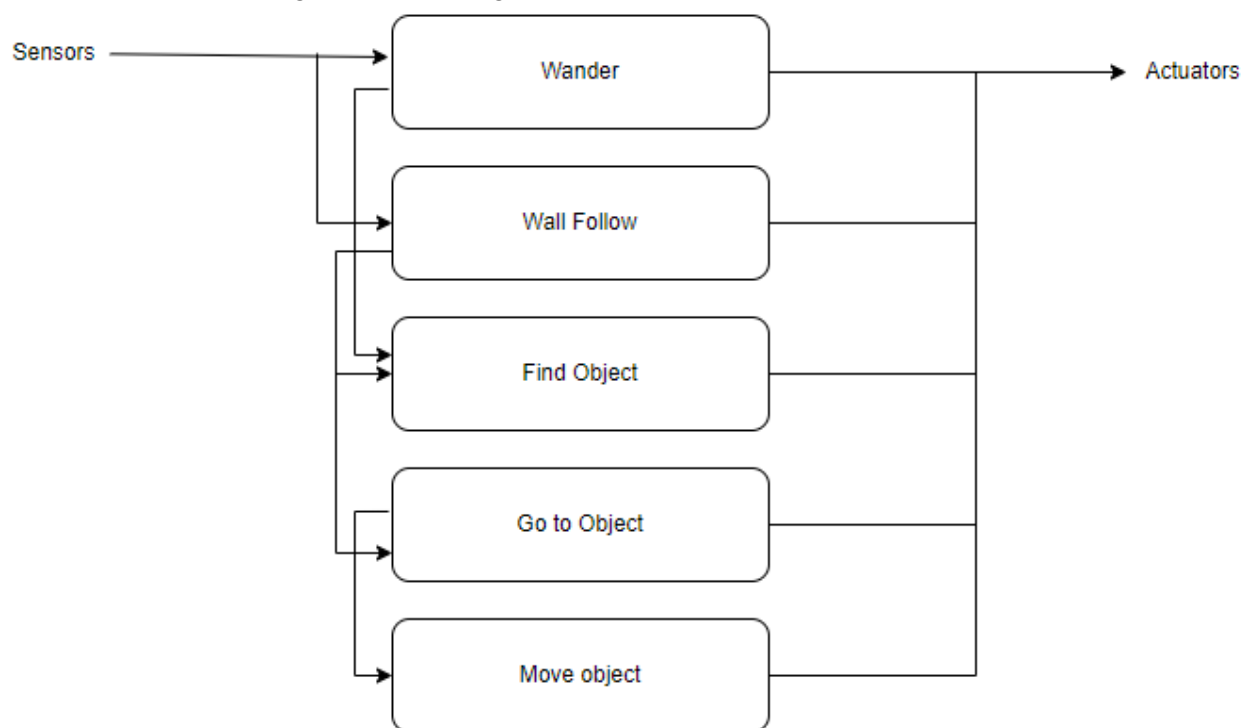 Sensors
Wander
Actuators
Wall Follow
Find Object
Go to Object
Move object